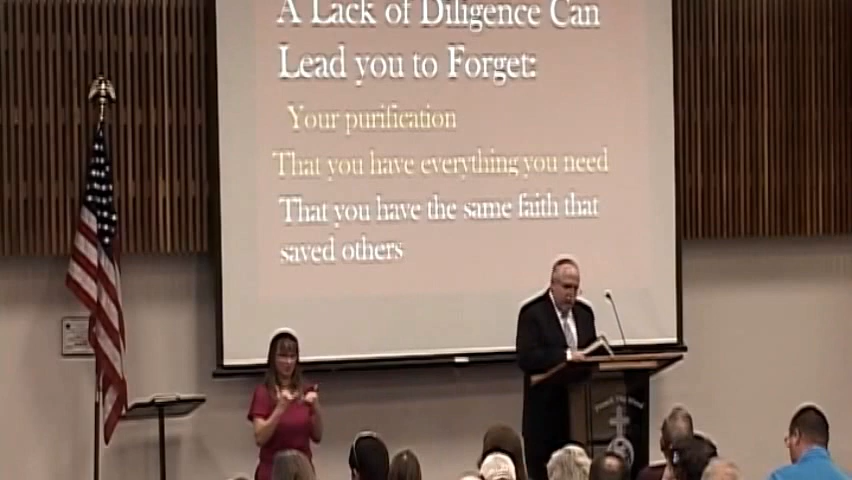 A Lack of Diligence Can
Lead you to Forget:
Your purification
That you have everything you need
That you have the same faith that
saved others